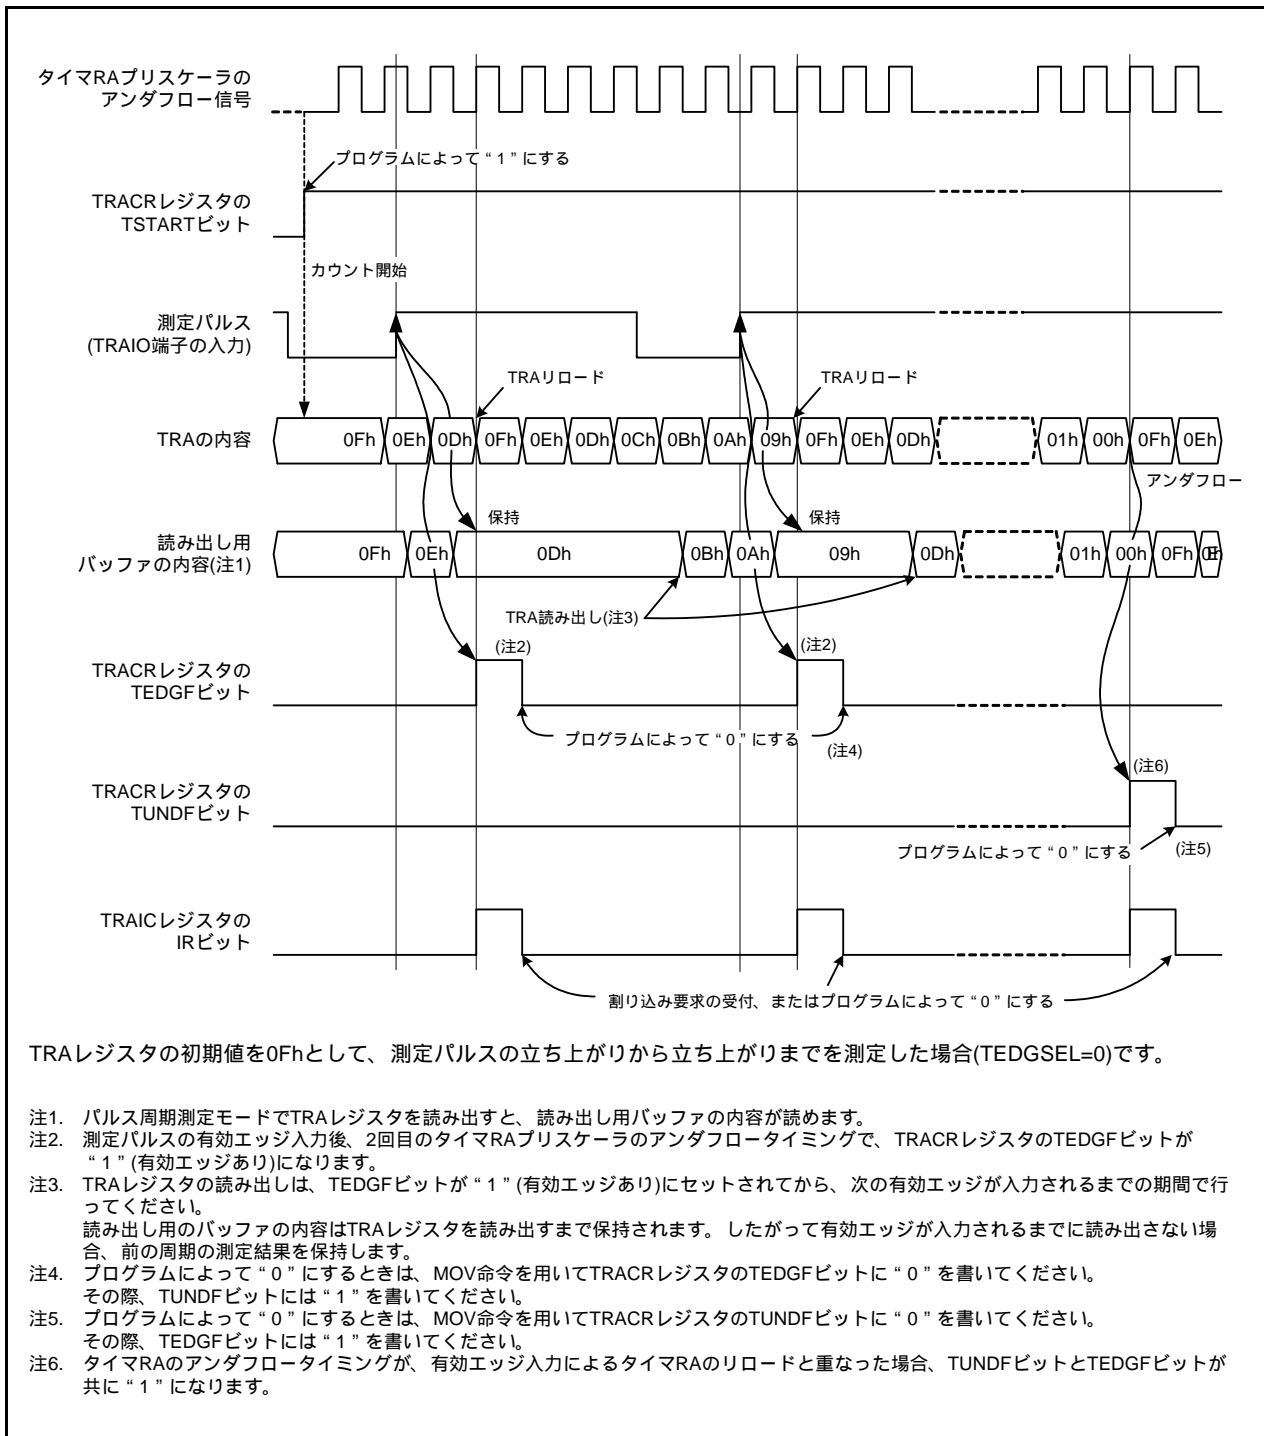 タイマRAプリスケーラの
アンダフロー信号
プログラムによって“1”にする
TRACRレジスタの
TSTARTビット
カウント開始
測定パルス
(TRAIO端子の入力)
TRAリロード
TRAリロード
TRAの内容
0Fh 0Eh 0Dh 0Fh 0Eh 0Dh 0Ch 0Bh 0Ah 09h 0Fh 0Eh 0Dh 01h 00h 0Fh 0Eh
アンダフロー
保持
保持
読み出し用
バッファの内容(注1)
0Fh 0Eh 0Dh 0Bh 0Ah 09h 0Dh 01h 00h 0Fh
TRA読み出し(注3)
(注2)
(注2)
TRACRレジスタの
TEDGFビット
プログラムによって“0”にする
(注4)
(注6)
TRACRレジスタの
TUNDFビット
プログラムによって“0”にする
(注5)
TRAICレジスタの
IRビット
割り込み要求の受付、またはプログラムによって“0”にする
TRAレジスタの初期値を0Fhとして、測定パルスの立ち上がりから立ち上がりまでを測定した場合(TEDGSEL=0)です。
注1. パルス周期測定モードでTRAレジスタを読み出すと、読み出し用バッファの内容が読めます。
注2. 測定パルスの有効エッジ入力後、2回目のタイマRAプリスケーラのアンダフロータイミングで、TRACRレジスタのTEDGFビットが
“1”(有効エッジあり)になります。
注3. TRAレジスタの読み出しは、TEDGFビットが“1”(有効エッジあり)にセットされてから、次の有効エッジが入力されるまでの期間で行
ってください。
読み出し用のバッファの内容はTRAレジスタを読み出すまで保持されます。したがって有効エッジが入力されるまでに読み出さない場
合、前の周期の測定結果を保持します。
注4. プログラムによって“0”にするときは、MOV命令を用いてTRACRレジスタのTEDGFビットに“0”を書いてください。
その際、TUNDFビットには“1”を書いてください。
注5. プログラムによって“0”にするときは、MOV命令を用いてTRACRレジスタのTUNDFビットに“0”を書いてください。
その際、TEDGFビットには“1”を書いてください。
注6. タイマRAのアンダフロータイミングが、有効エッジ入力によるタイマRAのリロードと重なった場合、TUNDFビットとTEDGFビットが
共に“1”になります。